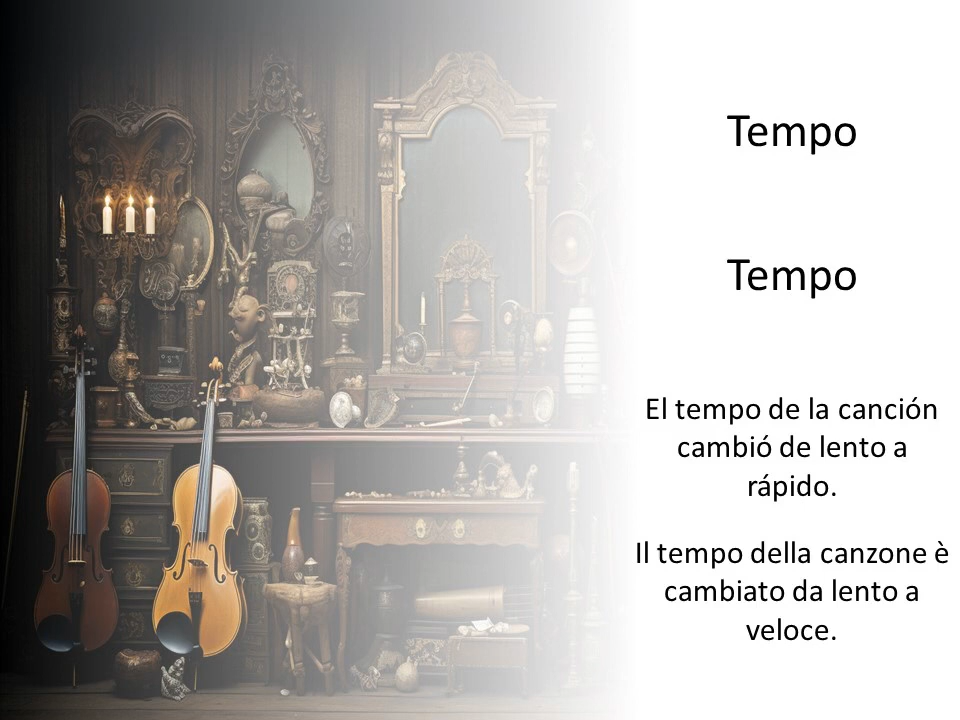 Tempo
Tempo
El tempo de la canción
cambió de lento a
rápido.
Il tempo della canzone è
cambiato da lento a
veloce.